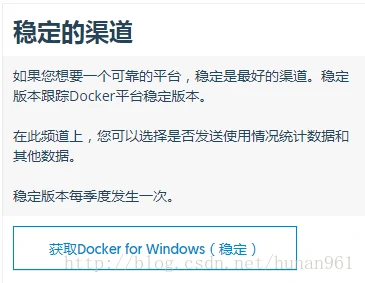 稳定的渠道
如果您想要一个可靠的平台，稳定是最好的渠道。稳定
版本跟踪Docker平台稳定版本。
在此频道上，您可以选择是否发送使用情况统计数据和
其他数据。
稳定版本每季度发生一次。
获取Docker for Windows（稳定）
http://blog.csdn.net/hunan961